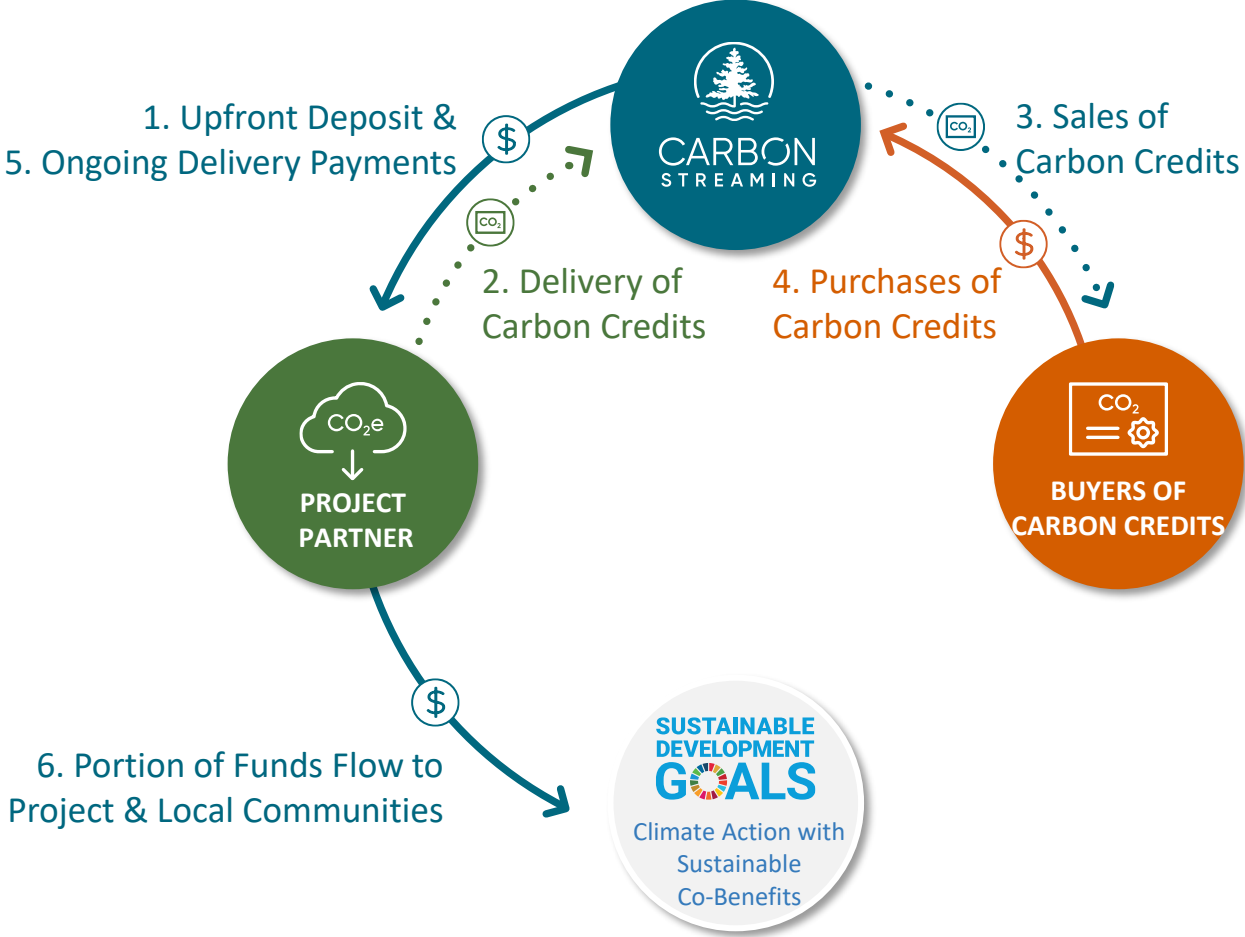 CARBON
STREAMING
1. Upfront Deposit &
5. Ongoing Delivery Payments
$
CO₂
3. Sales of
Carbon Credits
CO₂
$
2. Delivery of
Carbon Credits
4. Purchases of
Carbon Credits
CO₂e
PROJECT
PARTNER
CO₂
BUYERS OF
CARBON CREDITS
$
6. Portion of Funds Flow to
Project & Local Communities
SUSTAINABLE
DEVELOPMENT
GOALS
Climate Action with
Sustainable
Co-Benefits